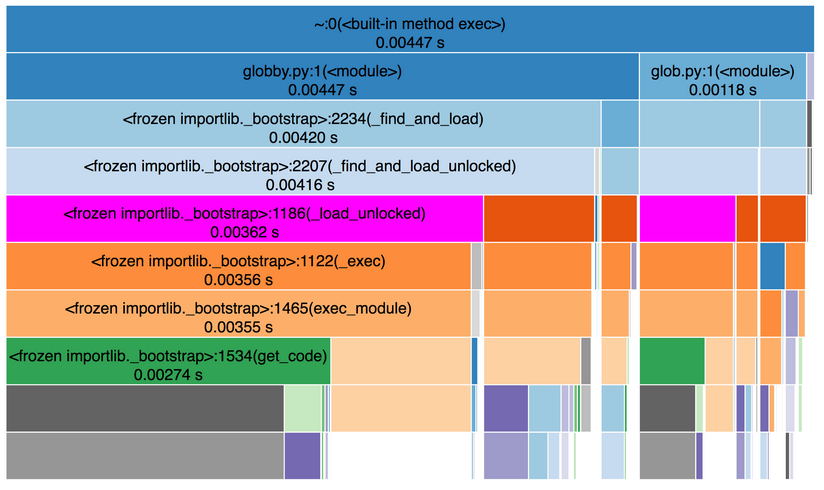 ~:0(<built-in method exec>)
0.00447 s
globby.py:1(<module>)
0.00447 s
glob.py:1(<module>)
0.00118 s
<frozen importlib._bootstrap>:2234(_find_and_load)
0.00420 s
<frozen importlib._bootstrap>:2207(_find_and_load_unlocked)
0.00416 s
<frozen importlib._bootstrap>:1186(_load_unlocked)
0.00362 s
<frozen importlib._bootstrap>:1122(_exec)
0.00356 s
<frozen importlib._bootstrap>:1465(exec_module)
0.00355 s
<frozen importlib._bootstrap>:1534(get_code)
0.00274 s